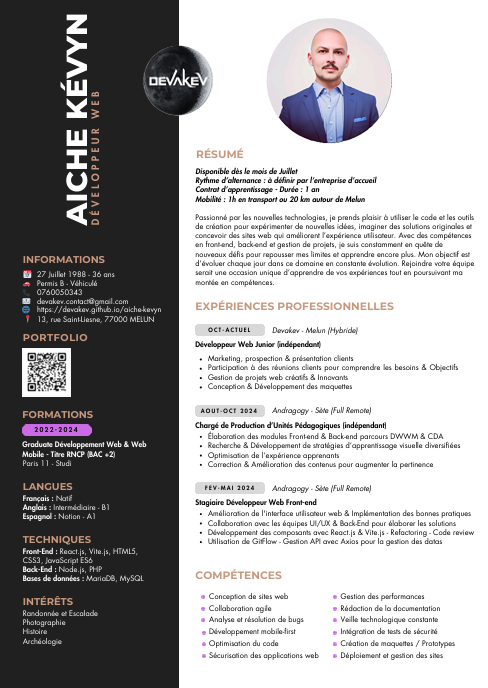 AICHE KÉVYN
DÉVELOPPEUR WEB
DEVAKEV
INFORMATIONS
27 Juillet 1988 - 36 ans
Permis B - Véhiculé
0760050343
devakev.contact@gmail.com
https://devakev.github.io/aiche-kevyn
13, rue Saint-Liesne, 77000 MELUN
PORTFOLIO
FORMATIONS
2022-2024
Graduate Développement Web & Web
Mobile - Titre RNCP (BAC +2)
Paris 11 - Studi
LANGUES
Français : Natif
Anglais : Intermédiaire - B1
Espagnol : Notion - A1
TECHNIQUES
Front-End : React.js, Vite.js, HTML5,
CSS3, JavaScript ES6
Back-End : Node.js, PHP
Bases de données : MariaDB, MySQL
INTÉRÊTS
Randonnée et Escalade
Photographie
Histoire
Archéologie
RÉSUMÉ
Disponible dès le mois de Juillet
Rythme d'alternance : à définir par l'entreprise d'accueil
Contrat d'apprentissage - Durée : 1 an
Mobilité : 1h en transport ou 20 km autour de Melun
Passionné par les nouvelles technologies, je prends plaisir à utiliser le code et les outils
de création pour expérimenter de nouvelles idées, imaginer des solutions originales et
concevoir des sites web qui améliorent l'expérience utilisateur. Avec des compétences
en front-end, back-end et gestion de projets, je suis constamment en quête de
nouveaux défis pour repousser mes limites et apprendre encore plus. Mon objectif est
d'évoluer chaque jour dans ce domaine en constante évolution. Rejoindre votre équipe
serait une occasion unique d'apprendre de vos expériences tout en poursuivant ma
montée en compétences.
EXPÉRIENCES PROFESSIONNELLES
OCT-ACTUEL Devakev - Melun (Hybride)
Développeur Web Junior (indépendant)
• Marketing, prospection & présentation clients
• Participation à des réunions clients pour comprendre les besoins & Objectifs
• Gestion de projets web créatifs & Innovants
• Conception & Développement des maquettes
AOUT-OCT 2024 Andragogy - Sète (Full Remote)
Chargé de Production d'Unités Pédagogiques (indépendant)
• Élaboration des modules Front-end & Back-end parcours DWWM & CDA
• Recherche & Développement de stratégies d'apprentissage visuelle diversifiées
• Optimisation de l'expérience apprenants
• Correction & Amélioration des contenus pour augmenter la pertinence
FEV-MAI 2024 Andragogy - Sète (Full Remote)
Stagiaire Développeur Web Front-end
• Amélioration de l'interface utilisateur web & Implémentation des bonnes pratiques
• Collaboration avec les équipes UI/UX & Back-End pour élaborer les solutions
• Développement des composants avec React.js & Vite.js - Refactoring - Code review
• Utilisation de GitFlow - Gestion API avec Axios pour la gestion des datas
COMPÉTENCES
Conception de sites web
Collaboration agile
Analyse et résolution de bugs
Développement mobile-first
Optimisation du code
Sécurisation des applications web
Gestion des performances
Rédaction de la documentation
Veille technologique constante
Intégration de tests de sécurité
Création de maquettes / Prototypes
Déploiement et gestion des sites